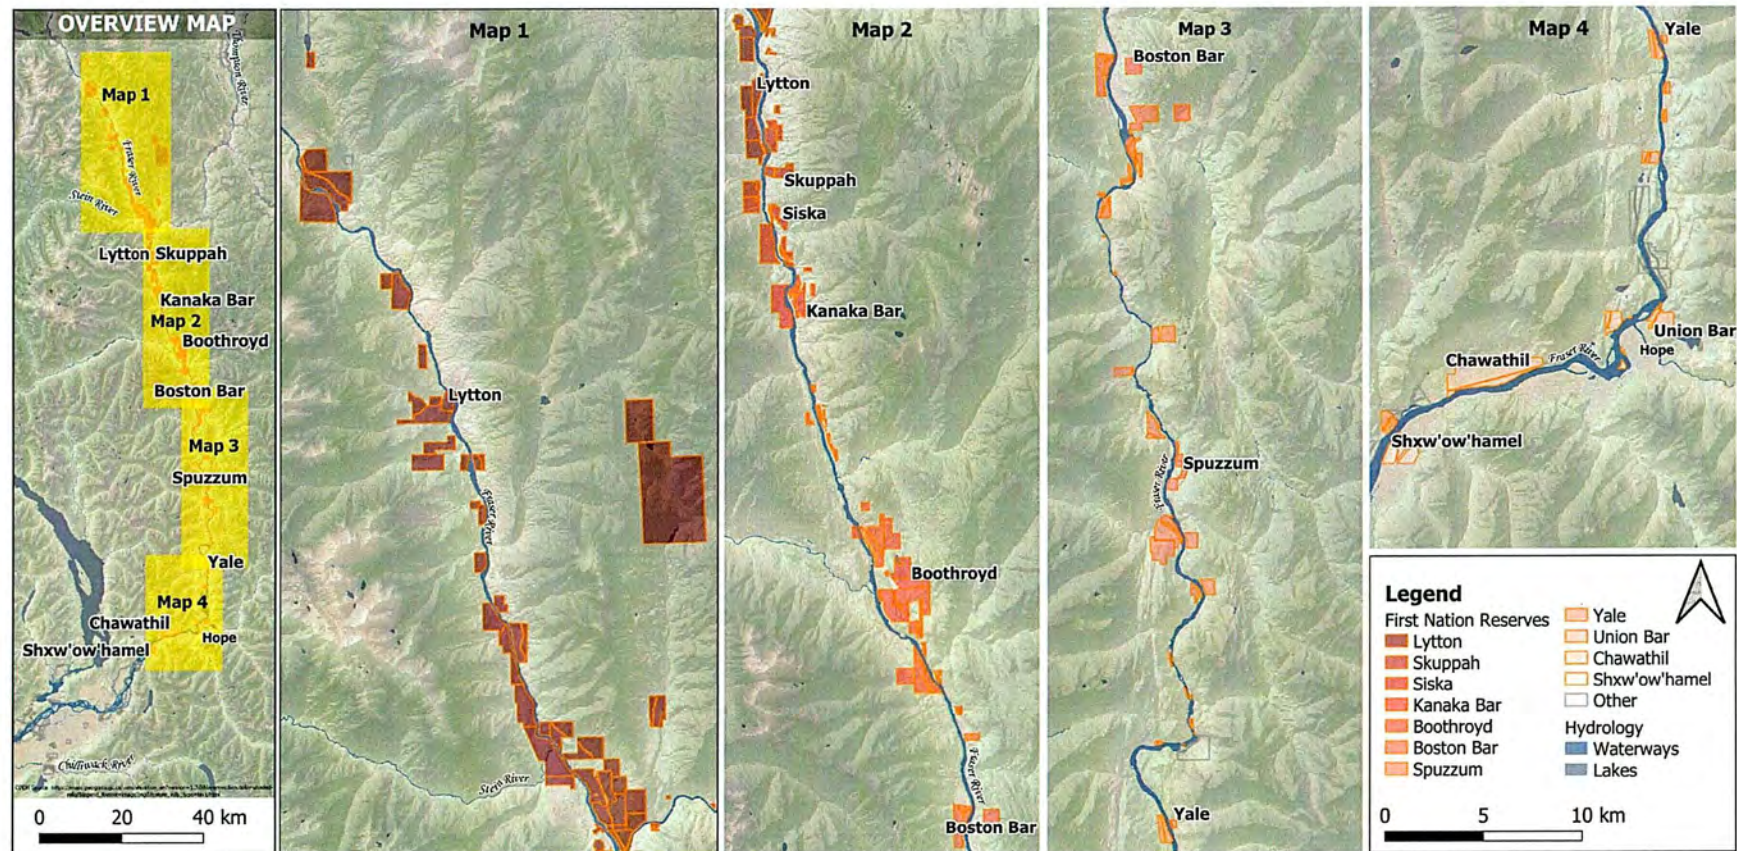 OVERVIEW MAP
Thompson River
Map 1
Fraser River
Stein River
Lytton Skuppah
Kanaka Bar
Map 2
Boothroyd
Boston Bar
Map 3
Spuzzum
Yale
Map 4
Chawathil
Hope
Shxw'ow'hamel
Chilliwack River
0 20 40 km
Map 1
Lytton
Fraser River
Stein River
Map 2
Lytton
Skuppah
Siska
Kanaka Bar
Boothroyd
Fraser River
Boston Bar
Map 3
Boston Bar
Fraser River
Spuzzum
Yale
Map 4
Yale
Union Bar
Hope
Fraser River
Chawathil
Shxw'ow'hamel
Legend
First Nation Reserves
Lytton
Skuppah
Siska
Kanaka Bar
Boothroyd
Boston Bar
Spuzzum
Yale
Union Bar
Chawathil
Shxw'ow'hamel
Other
Hydrology
Waterways
Lakes
0 5 10 km